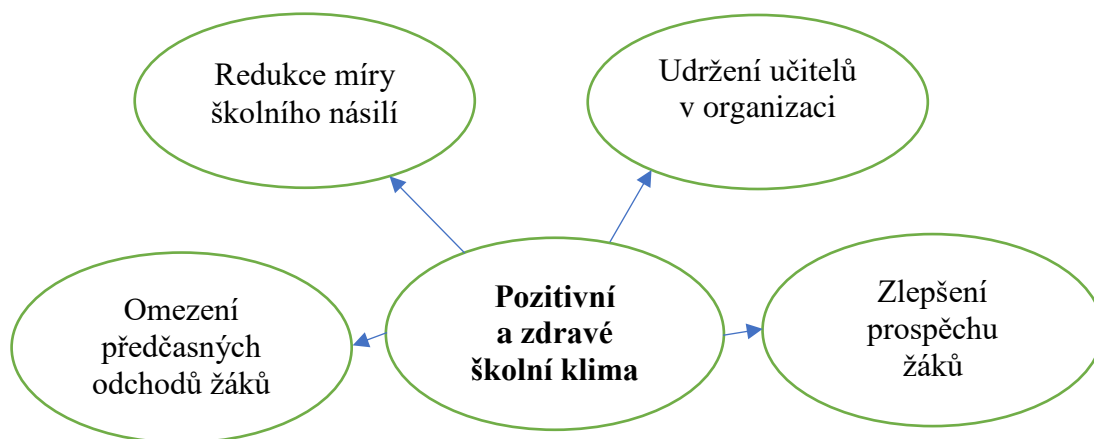 Redukce míry
školního násilí
Udržení učitelů
v organizaci
Omezení
předčasných
odchodů žáků
Pozitivní
a zdravé
školní klima
Zlepšení
prospěchu
žáků